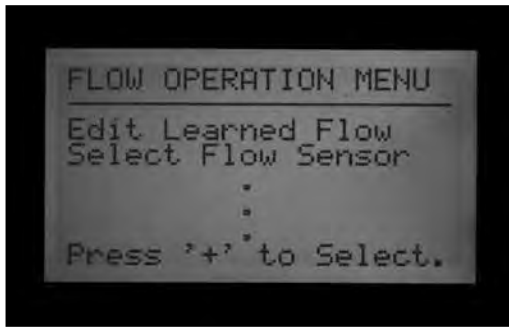 FLOW OPERATION MENU
Edit Learned Flow
Select Flow Sensor
.
.
.
Press '+' to Select.